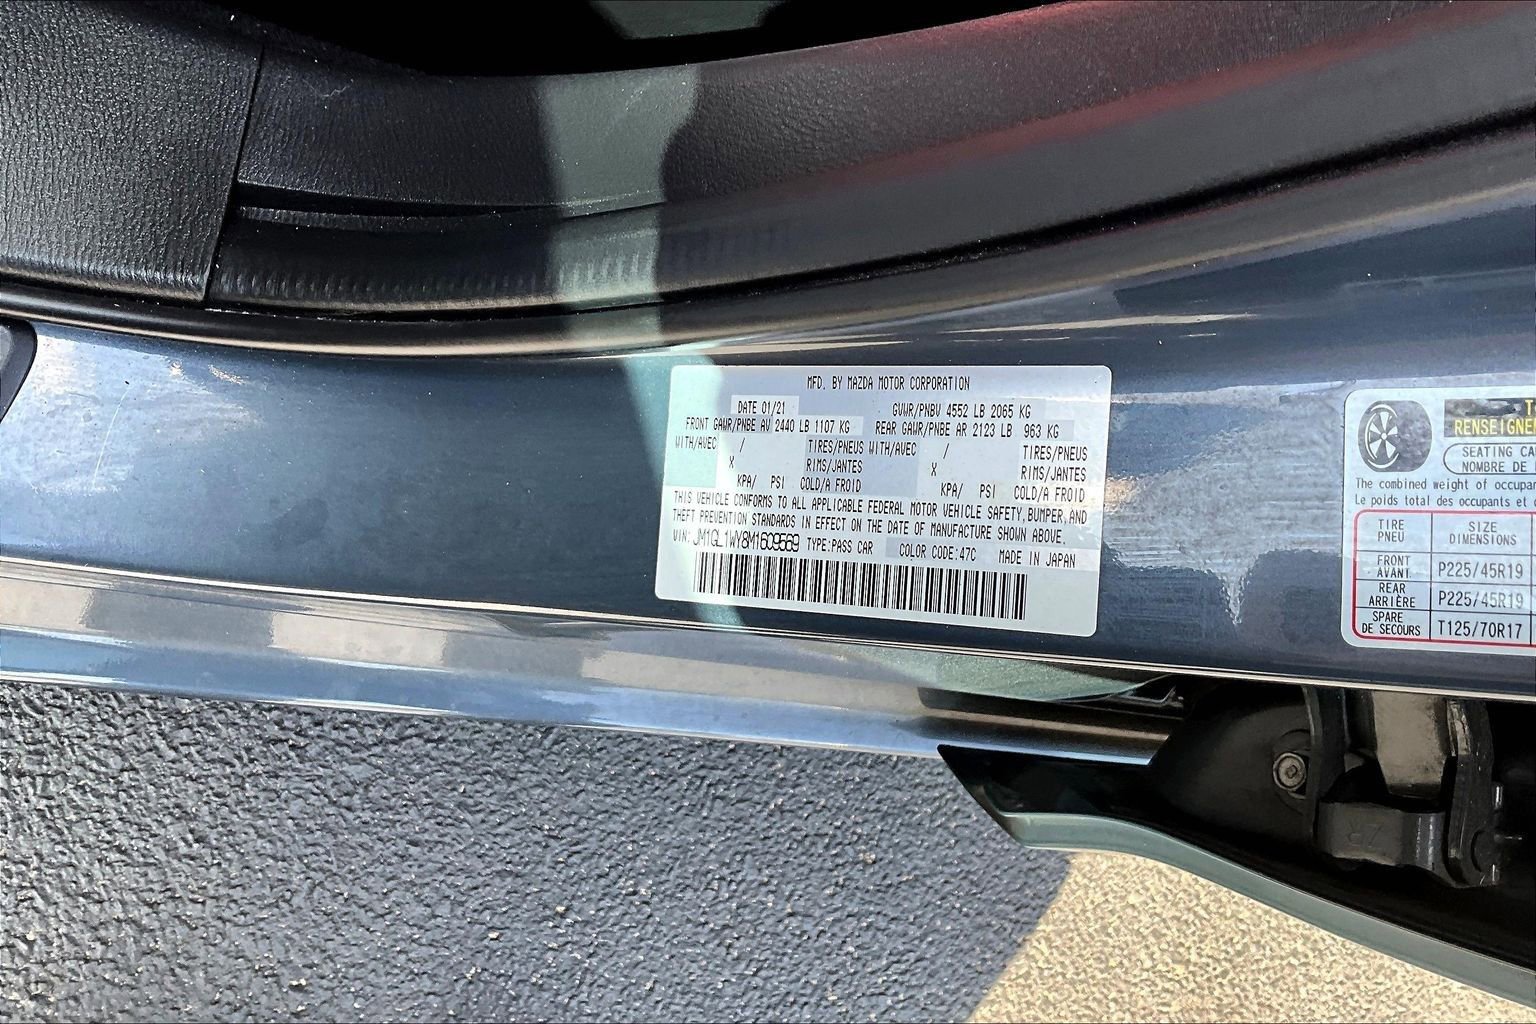 MFD. BY MAZDA MOTOR CORPORATION
DATE 01/21 GVWR/PNBV 4552 LB 2065 KG
FRONT GAWR/PNBE AV 2440 LB 1107 KG REAR GAWR/PNBE AR 2123 LB 963 KG
WITH/AVEC / TIRES/PNEUS WITH/AVEC / TIRES/PNEUS
X RIMS/JANTES X RIMS/JANTES
KPA/ PSI COLD/A FROID KPA/ PSI COLD/A FROID
THIS VEHICLE CONFORMS TO ALL APPLICABLE FEDERAL MOTOR VEHICLE SAFETY, BUMPER, AND
THEFT PREVENTION STANDARDS IN EFFECT ON THE DATE OF MANUFACTURE SHOWN ABOVE.
VIN: JM1GL1WY8M1609569 TYPE:PASS CAR COLOR CODE:47C MADE IN JAPAN
SEATING
NOMBRE DE
The combined weight of
Le poids total des occupants et
TIRE SIZE
PNEU DIMENSIONS
FRONT
AVANT P225/45R19
REAR
ARRIÈRE P225/45R19
SPARE
DE SECOURS T125/70R17